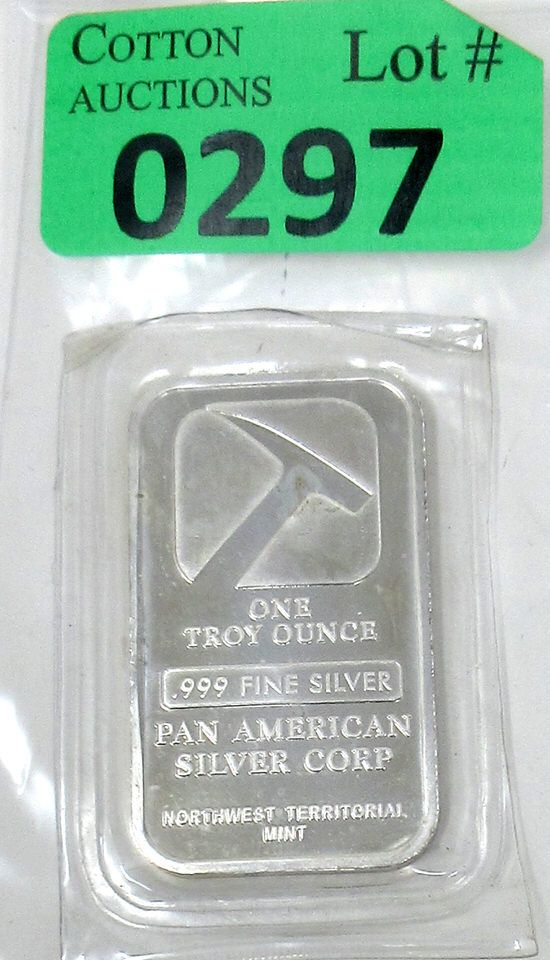 COTTON
AUCTIONS
Lot #
0297
ONE
TROY OUNCE
.999 FINE SILVER
PAN AMERICAN
SILVER CORP
NORTHWEST TERRITORIAL
MINT